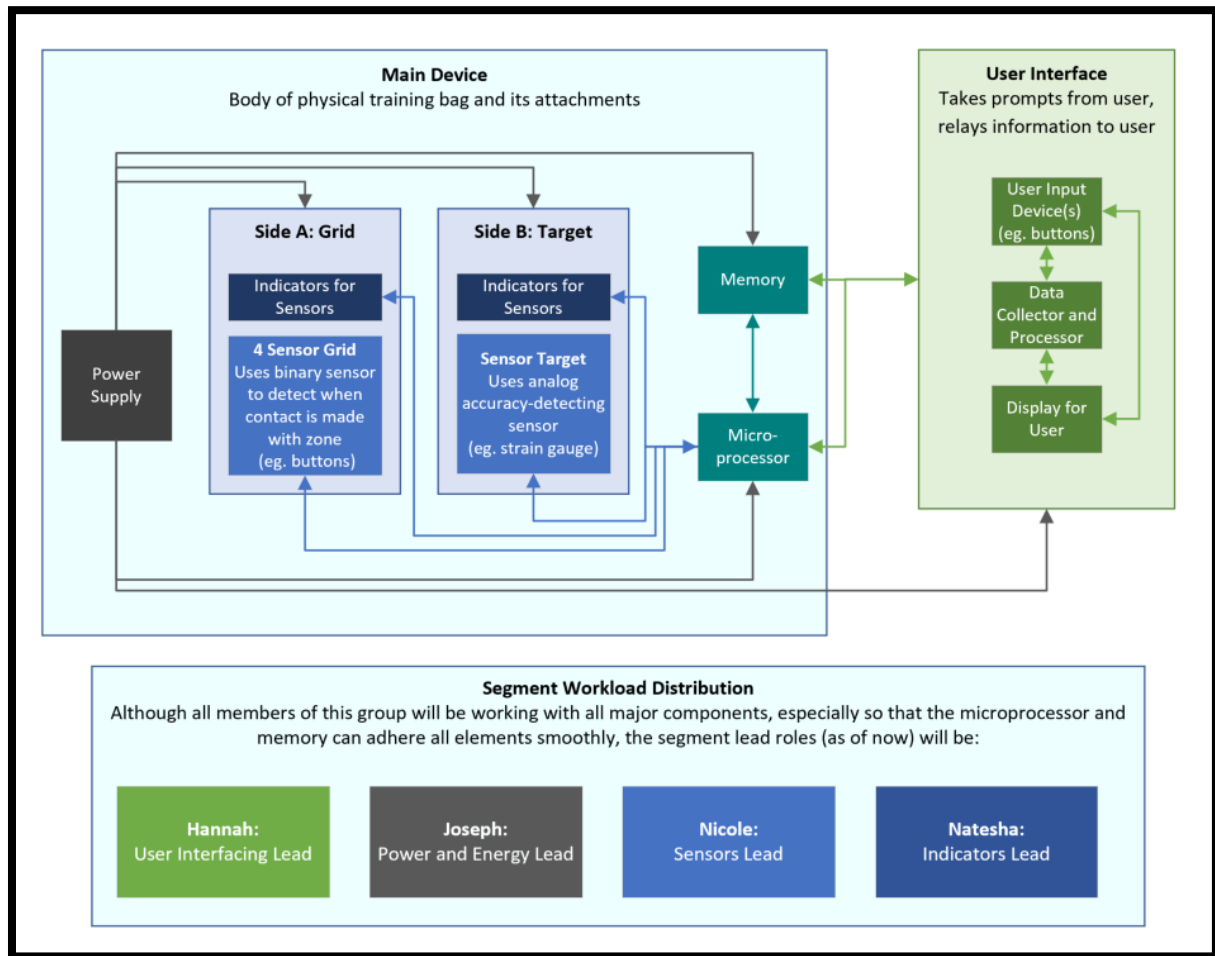 Main Device
Body of physical training bag and its attachments
User Interface
Takes prompts from user,
relays information to user
Power
Supply
Side A: Grid
Indicators for
Sensors
4 Sensor Grid
Uses binary sensor
to detect when
contact is made
with zone
(eg. buttons)
Side B: Target
Indicators for
Sensors
Sensor Target
Uses analog
accuracy-detecting
sensor
(eg. strain gauge)
Memory
Micro-
processor
User Input
Device(s)
(eg. buttons)
Data
Collector and
Processor
Display for
User
Segment Workload Distribution
Although all members of this group will be working with all major components, especially so that the microprocessor and
memory can adhere all elements smoothly, the segment lead roles (as of now) will be:
Hannah:
User Interfacing Lead
Joseph:
Power and Energy Lead
Nicole:
Sensors Lead
Natesha:
Indicators Lead